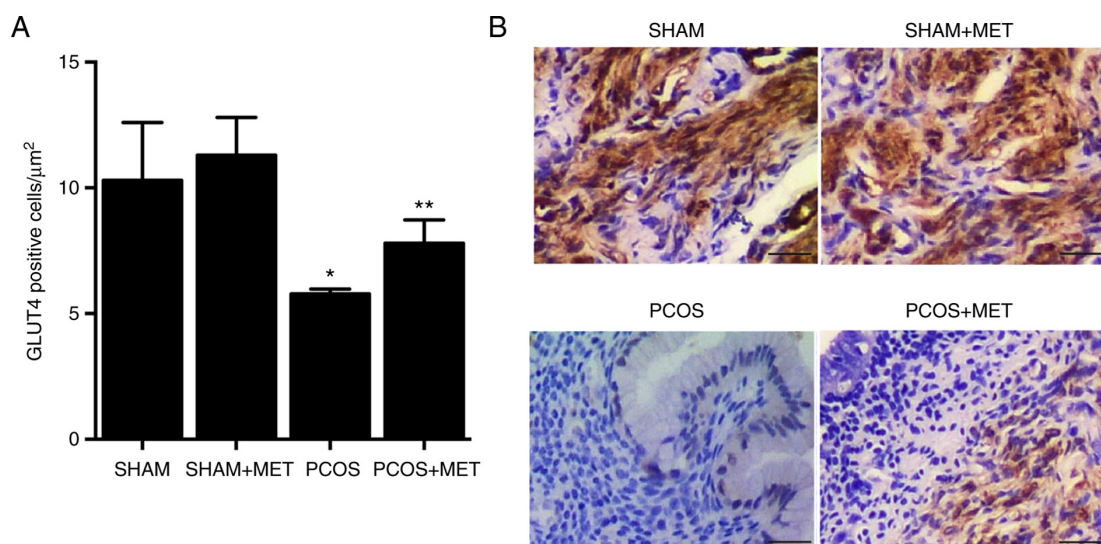 A
15
10
5
0
GLUT4 positive cells/μm²
*
**
SHAM
SHAM+MET
PCOS
PCOS+MET
B
SHAM
SHAM+MET
PCOS
PCOS+MET